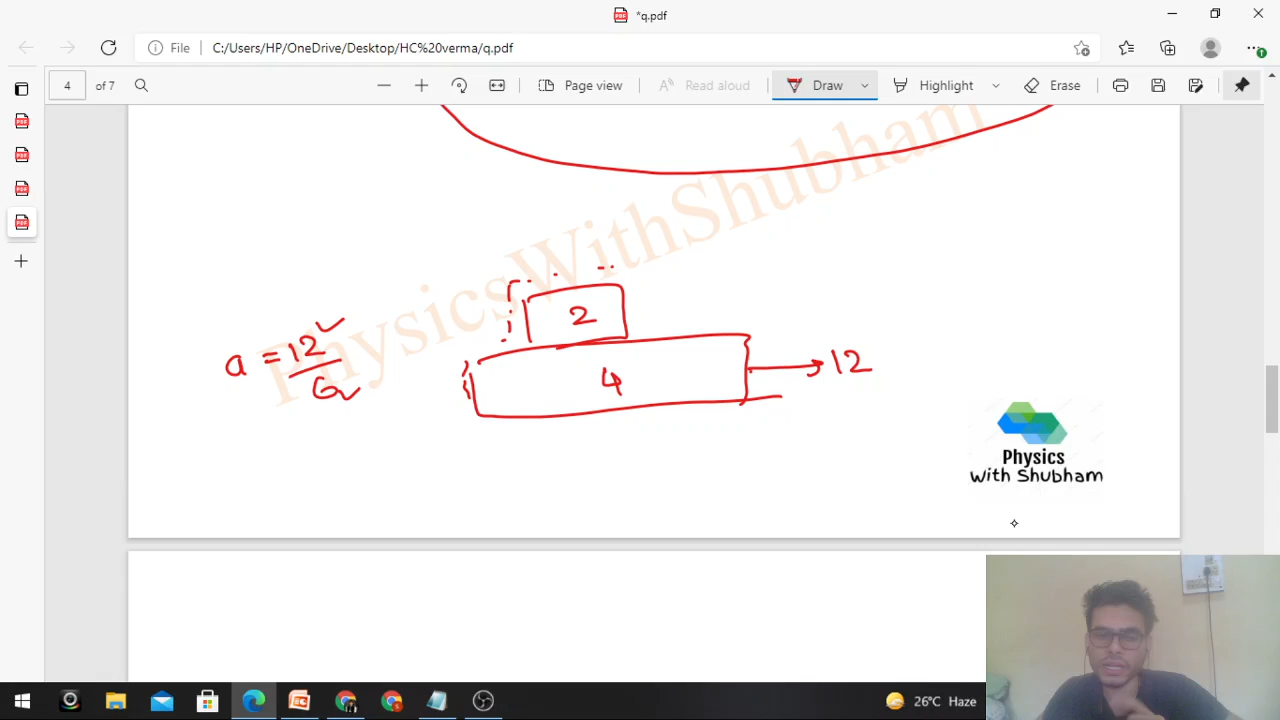 *q.pdf
File C:/Users/HP/OneDrive/Desktop/HC%20verma/q.pdf
4 of 7 Page view Read aloud Draw Highlight Erase
PhysicsWithShubham
2
a = 12/6
4
12
Physics
With Shubham
26°C Haze